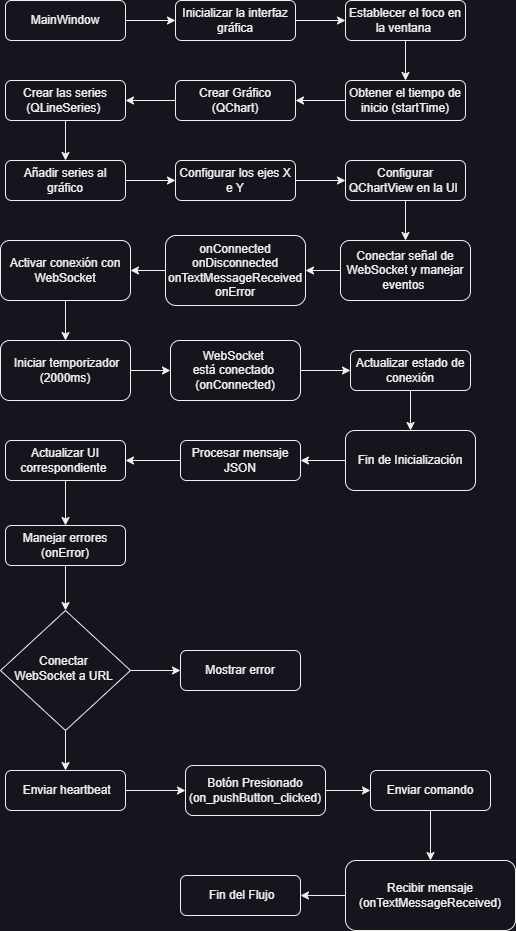 MainWindow
Inicializar la interfaz
gráfica
Establecer el foco en
la ventana
Obtener el tiempo de
inicio (startTime)
Crear Gráfico
(QChart)
Crear las series
(QLineSeries)
Añadir series al
gráfico
Configurar los ejes X
e Y
Configurar
QChartView en la UI
Conectar señal de
WebSocket y manejar
eventos
onConnected
onDisconnected
onTextMessageReceived
onError
Activar conexión con
WebSocket
Iniciar temporizador
(2000ms)
WebSocket
está conectado
(onConnected)
Actualizar estado de
conexión
Fin de Inicialización
Procesar mensaje
JSON
Actualizar UI
correspondiente
Manejar errores
(onError)
Conectar
WebSocket a URL
Mostrar error
Enviar heartbeat
Botón Presionado
(on_pushButton_clicked)
Enviar comando
Recibir mensaje
(onTextMessageReceived)
Fin del Flujo